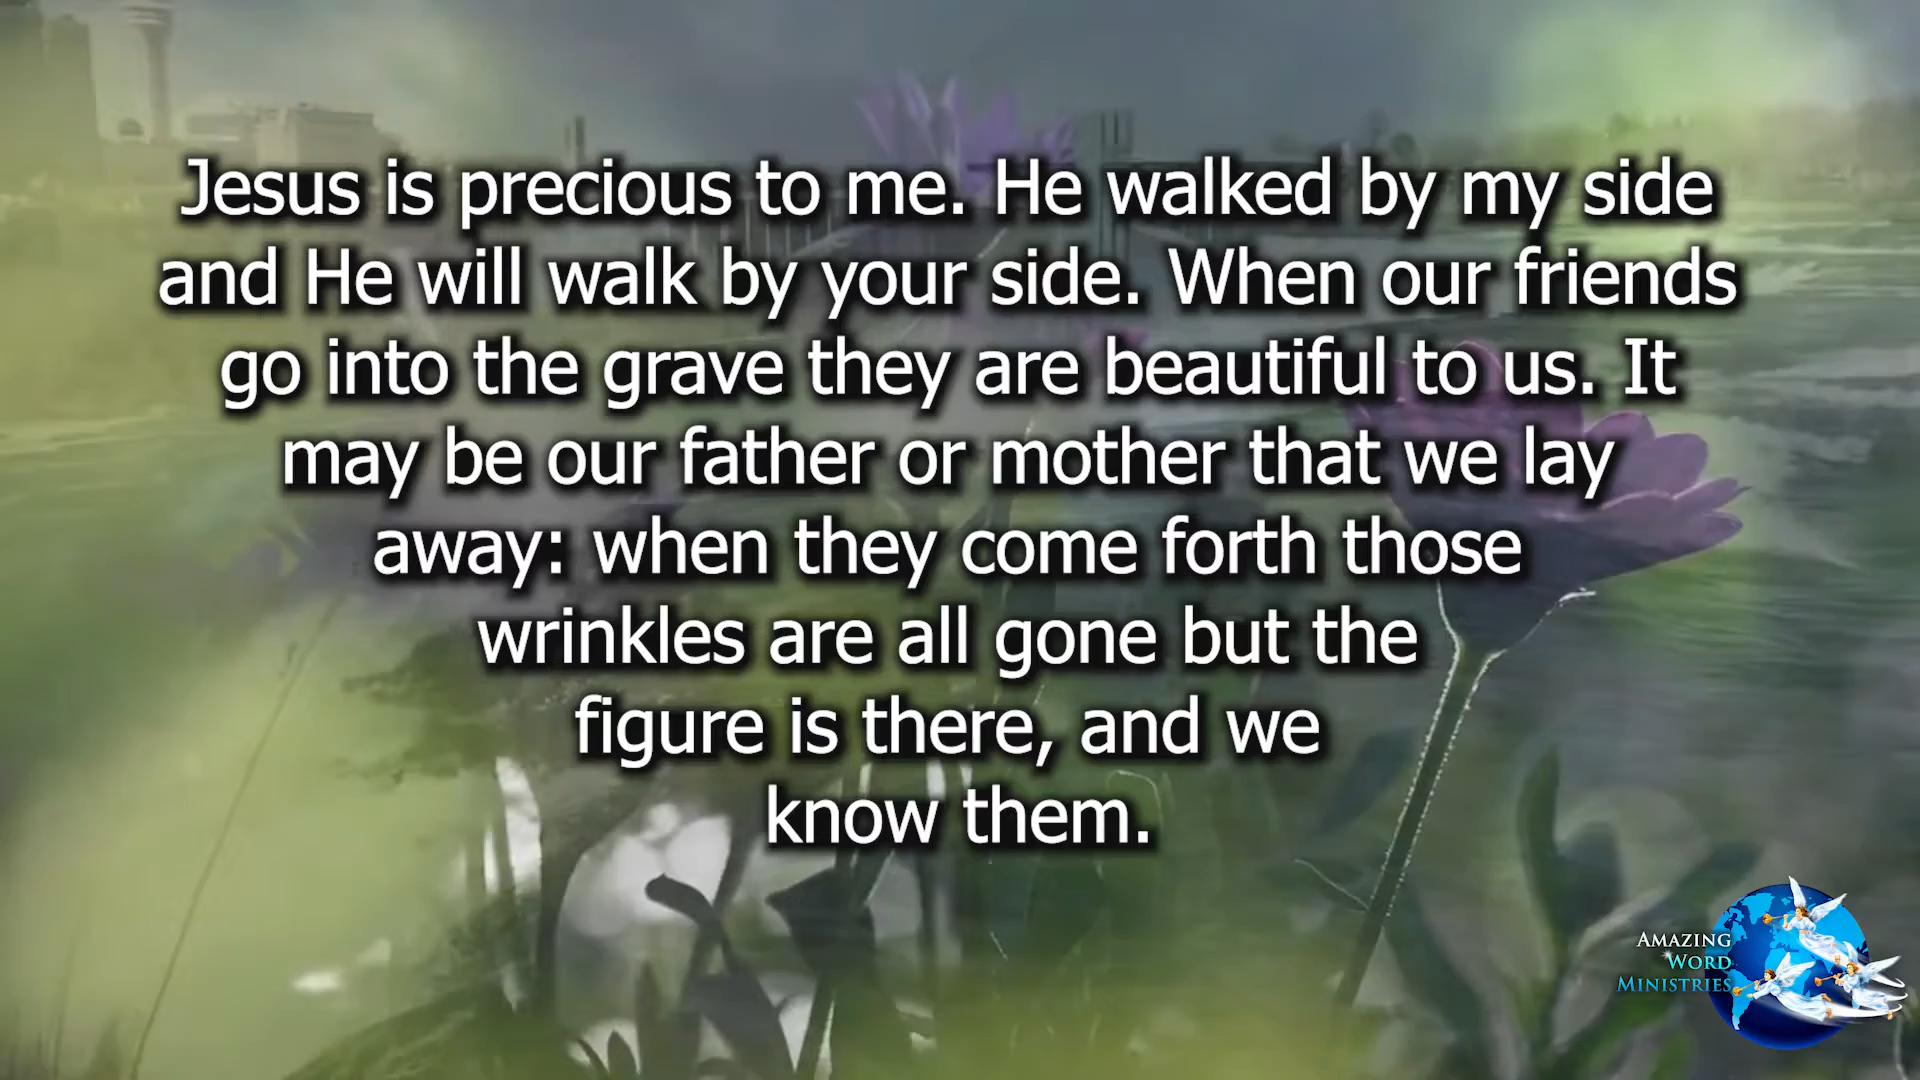 Jesus is precious to me. He walked by my side
and He will walk by your side. When our friends
go into the grave they are beautiful to us. It
may be our father or mother that we lay
away: when they come forth those
wrinkles are all gone but the
figure is there, and we
know them.
AMAZING
WORD
MINISTRIES